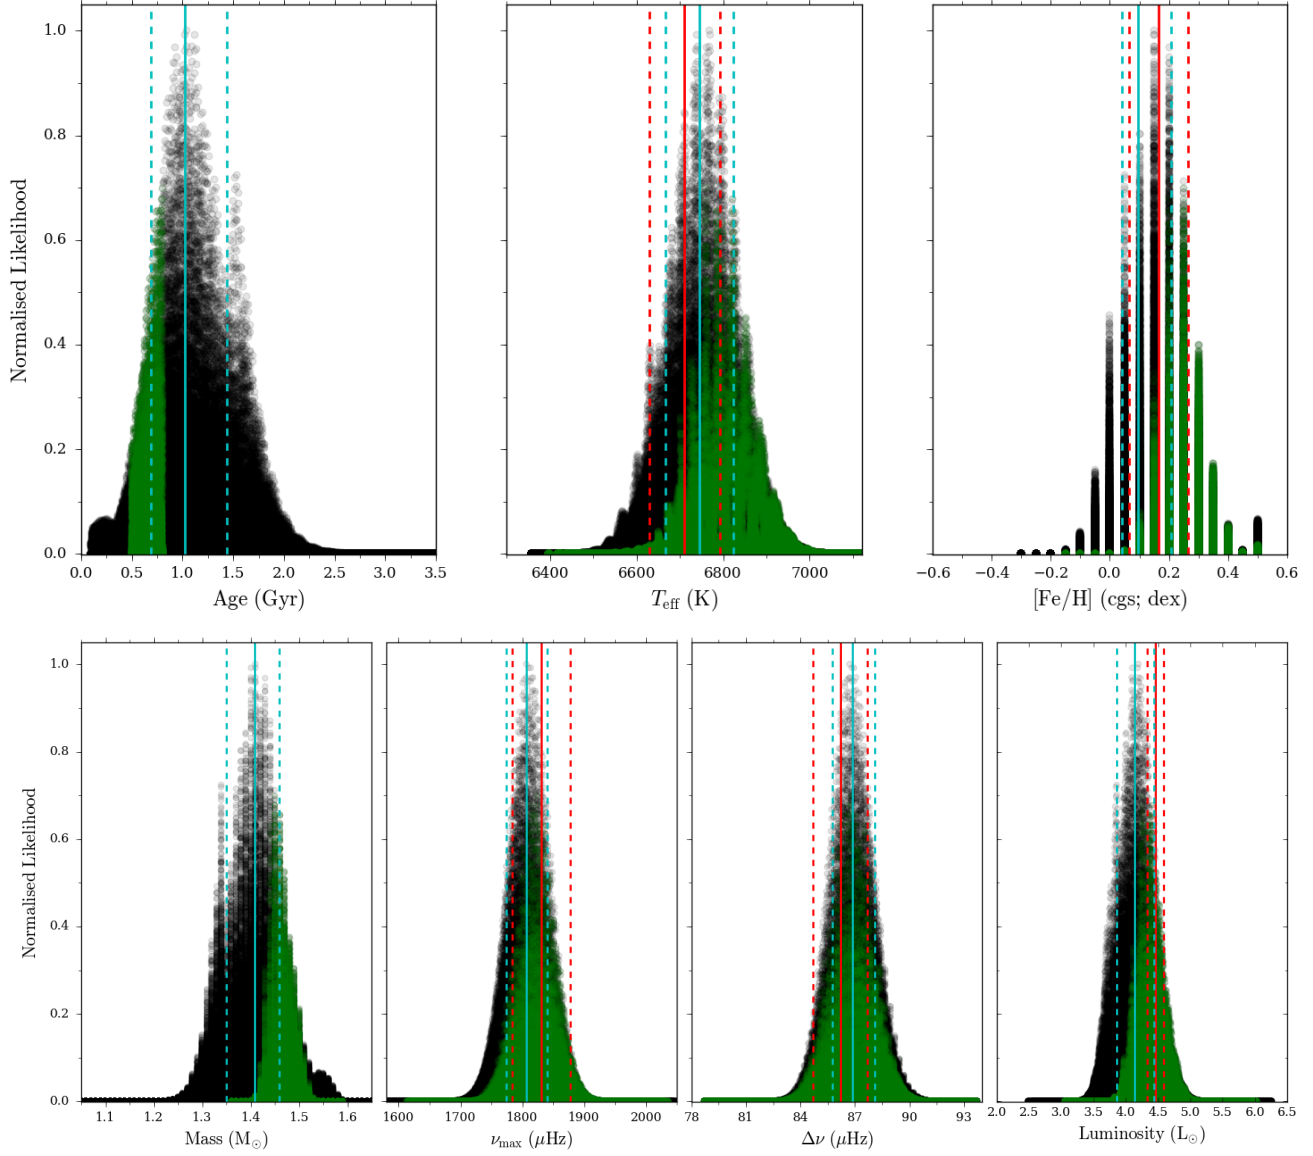 Normalised Likelihood
1.0
0.8
0.6
0.4
0.2
0.0
0.0 0.5 1.0 1.5 2.0 2.5 3.0 3.5
Age (Gyr)
6400 6600 6800 7000
T_eff (K)
−0.6 −0.4 −0.2 0.0 0.2 0.4 0.6
[Fe/H] (cgs; dex)
Normalised Likelihood
1.0
0.8
0.6
0.4
0.2
0.0
1.1 1.2 1.3 1.4 1.5 1.6
Mass (M_⊙)
1600 1700 1800 1900 2000
ν_max (μHz)
78 81 84 87 90 93
Δν (μHz)
2.0 2.5 3.0 3.5 4.0 4.5 5.0 5.5 6.0 6.5
Luminosity (L_⊙)